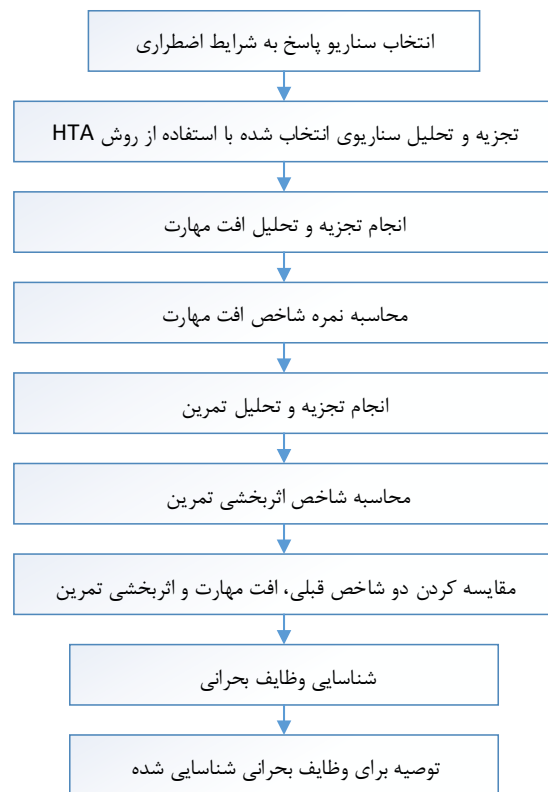 انتخاب سناریو پاسخ به شرایط اضطراری
تجزیه و تحلیل سناریوی انتخاب شده با استفاده از روش HTA
انجام تجزیه و تحلیل افت مهارت
محاسبه نمره شاخص افت مهارت
انجام تجزیه و تحلیل تمرین
محاسبه شاخص اثربخشی تمرین
مقایسه کردن دو شاخص قبلی، افت مهارت و اثربخشی تمرین
شناسایی وظایف بحرانی
توصیه برای وظایف بحرانی شناسایی شده